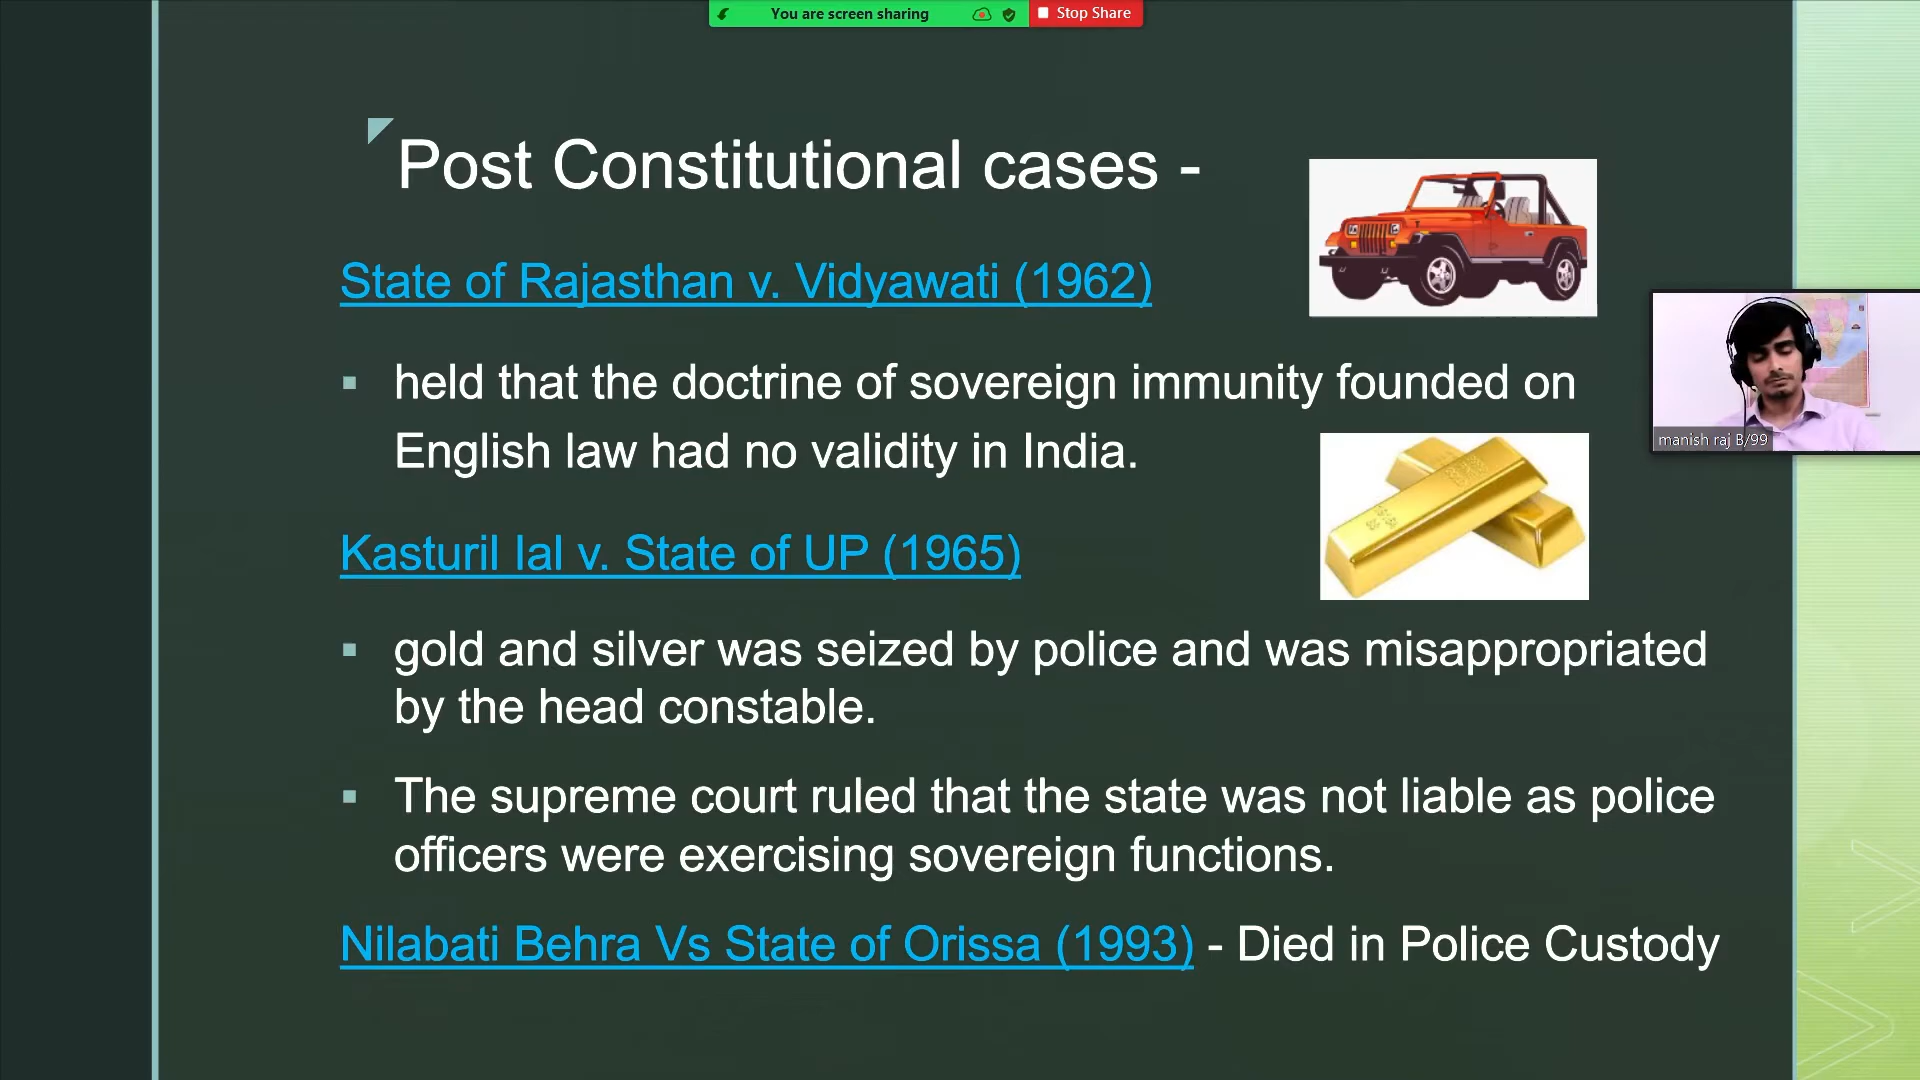 You are screen sharing
Stop Share
Post Constitutional cases -
State of Rajasthan v. Vidyawati (1962)
▪ held that the doctrine of sovereign immunity founded on
English law had no validity in India.
manish raj B/99
Kasturil lal v. State of UP (1965)
▪ gold and silver was seized by police and was misappropriated
by the head constable.
▪ The supreme court ruled that the state was not liable as police
officers were exercising sovereign functions.
Nilabati Behra Vs State of Orissa (1993) - Died in Police Custody